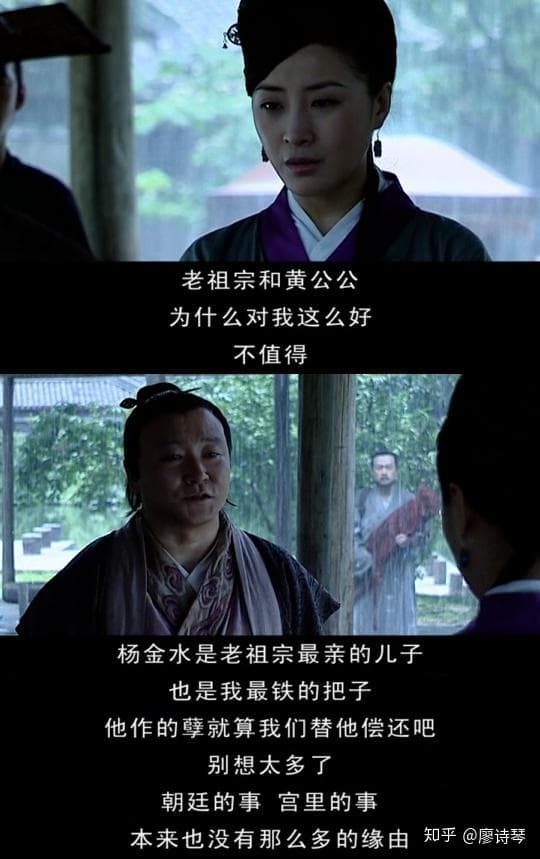 老祖宗和黄公公
为什么对我这么好
不值得
杨金水是老祖宗最亲的儿子
也是我最铁的把子
他作的孽就算我们替他偿还吧
别想太多了
朝廷的事 宫里的事
本来也没有那么多的缘由
知乎 @廖诗琴